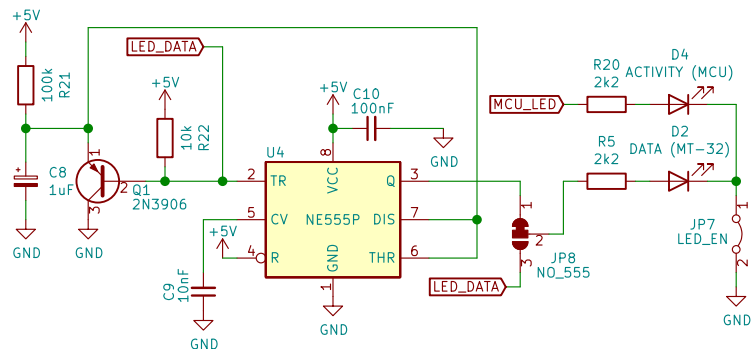 +5V
LED_DATA
100k
R21
+5V
10k
R22
+5V
C10
100nF
GND
R20
2k2
D4
ACTIVITY (MCU)
MCU_LED
R5
2k2
D2
DATA (MT-32)
+
C8
1uF
1
2
3
Q1
2N3906
GND
GND
U4
8
VCC
2
TR
Q
3
5
CV
NE555P
DIS
7
4
R
THR
6
GND
1
GND
+5V
C9
10nF
GND
1
2
3
JP8
NO_555
LED_DATA
1
JP7
LED_EN
2
GND